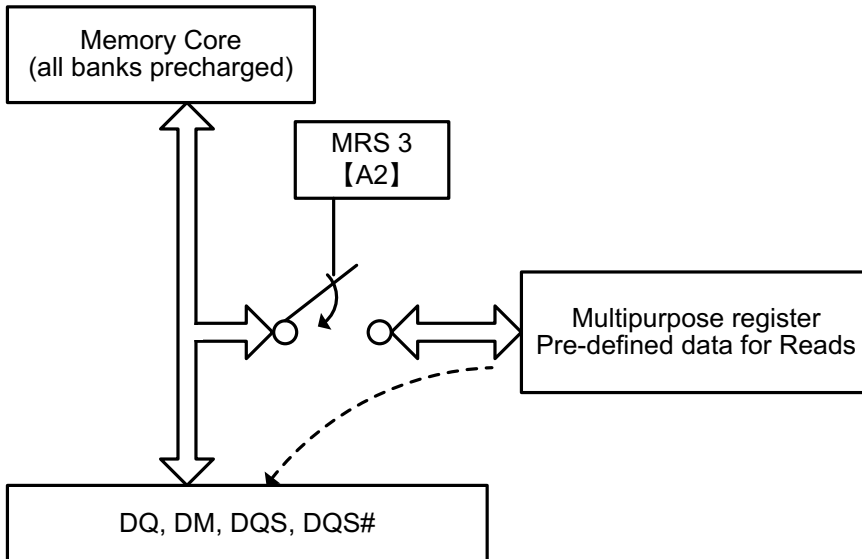 Memory Core
(all banks precharged)
MRS 3
【A2】
Multipurpose register
Pre-defined data for Reads
DQ, DM, DQS, DQS#